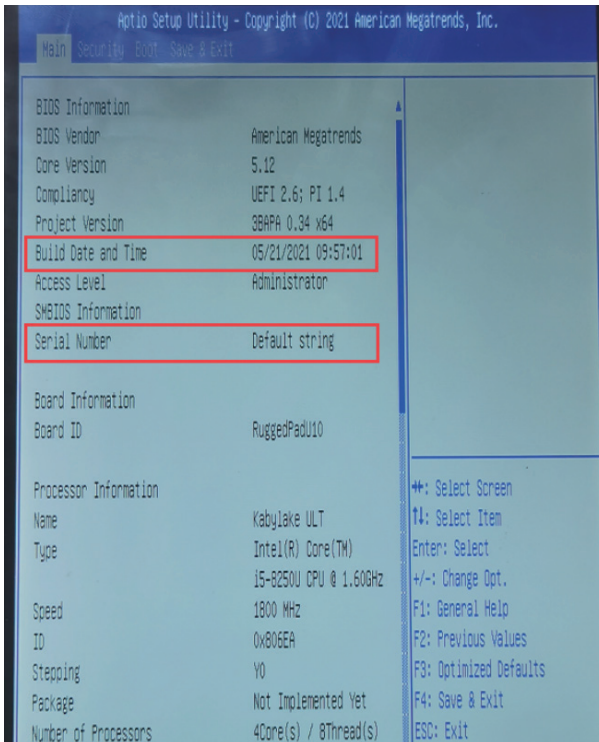 Aptio Setup Utility - Copyright (C) 2021 American Megatrends, Inc.
Main Security Boot Save & Exit
BIOS Information
BIOS Vendor American Megatrends
Core Version 5.12
Compliancy UEFI 2.6; PI 1.4
Project Version 3BAPA 0.34 x64
Build Date and Time 05/21/2021 09:57:01
Access Level Administrator
SMBIOS Information
Serial Number Default string
Board Information
Board ID RuggedPadU10
Processor Information
Name Kabylake ULT
Type Intel(R) Core(TM)
i5-8250U CPU @ 1.60GHz
Speed 1800 MHz
ID 0x806EA
Stepping Y0
Package Not Implemented Yet
Number of Processors 4Core(s) / 8Thread(s)
→←: Select Screen
↑↓: Select Item
Enter: Select
+/-: Change Opt.
F1: General Help
F2: Previous Values
F3: Optimized Defaults
F4: Save & Exit
ESC: Exit